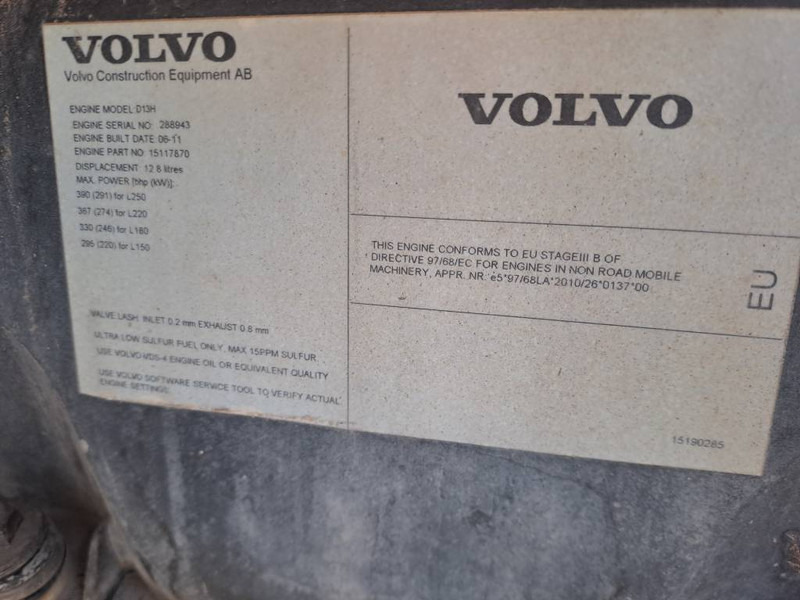 VOLVO
Volvo Construction Equipment AB
ENGINE MODEL D13H
ENGINE SERIAL NO: 288943
ENGINE BUILT DATE 06-11
ENGINE PART NO: 15117870
DISPLACEMENT 12.8 litres
MAX. POWER [bhp (kW)]:
390 (291) for L250
367 (274) for L220
330 (246) for L180
295 (220) for L150
VALVE LASH INLET 0.2 mm EXHAUST 0.8 mm
ULTRA LOW SULFUR FUEL ONLY, MAX 15PPM SULFUR
USE VOLVO VDS-4 ENGINE OIL OR EQUIVALENT QUALITY
USE VOLVO SOFTWARE SERVICE TOOL TO VERIFY ACTUAL
ENGINE SETTINGS
VOLVO
THIS ENGINE CONFORMS TO EU STAGEIII B OF
DIRECTIVE 97/68/EC FOR ENGINES IN NON ROAD MOBILE
MACHINERY, APPR. NR. e5*97/68LA*2010/26*0137*00
EU
15190285